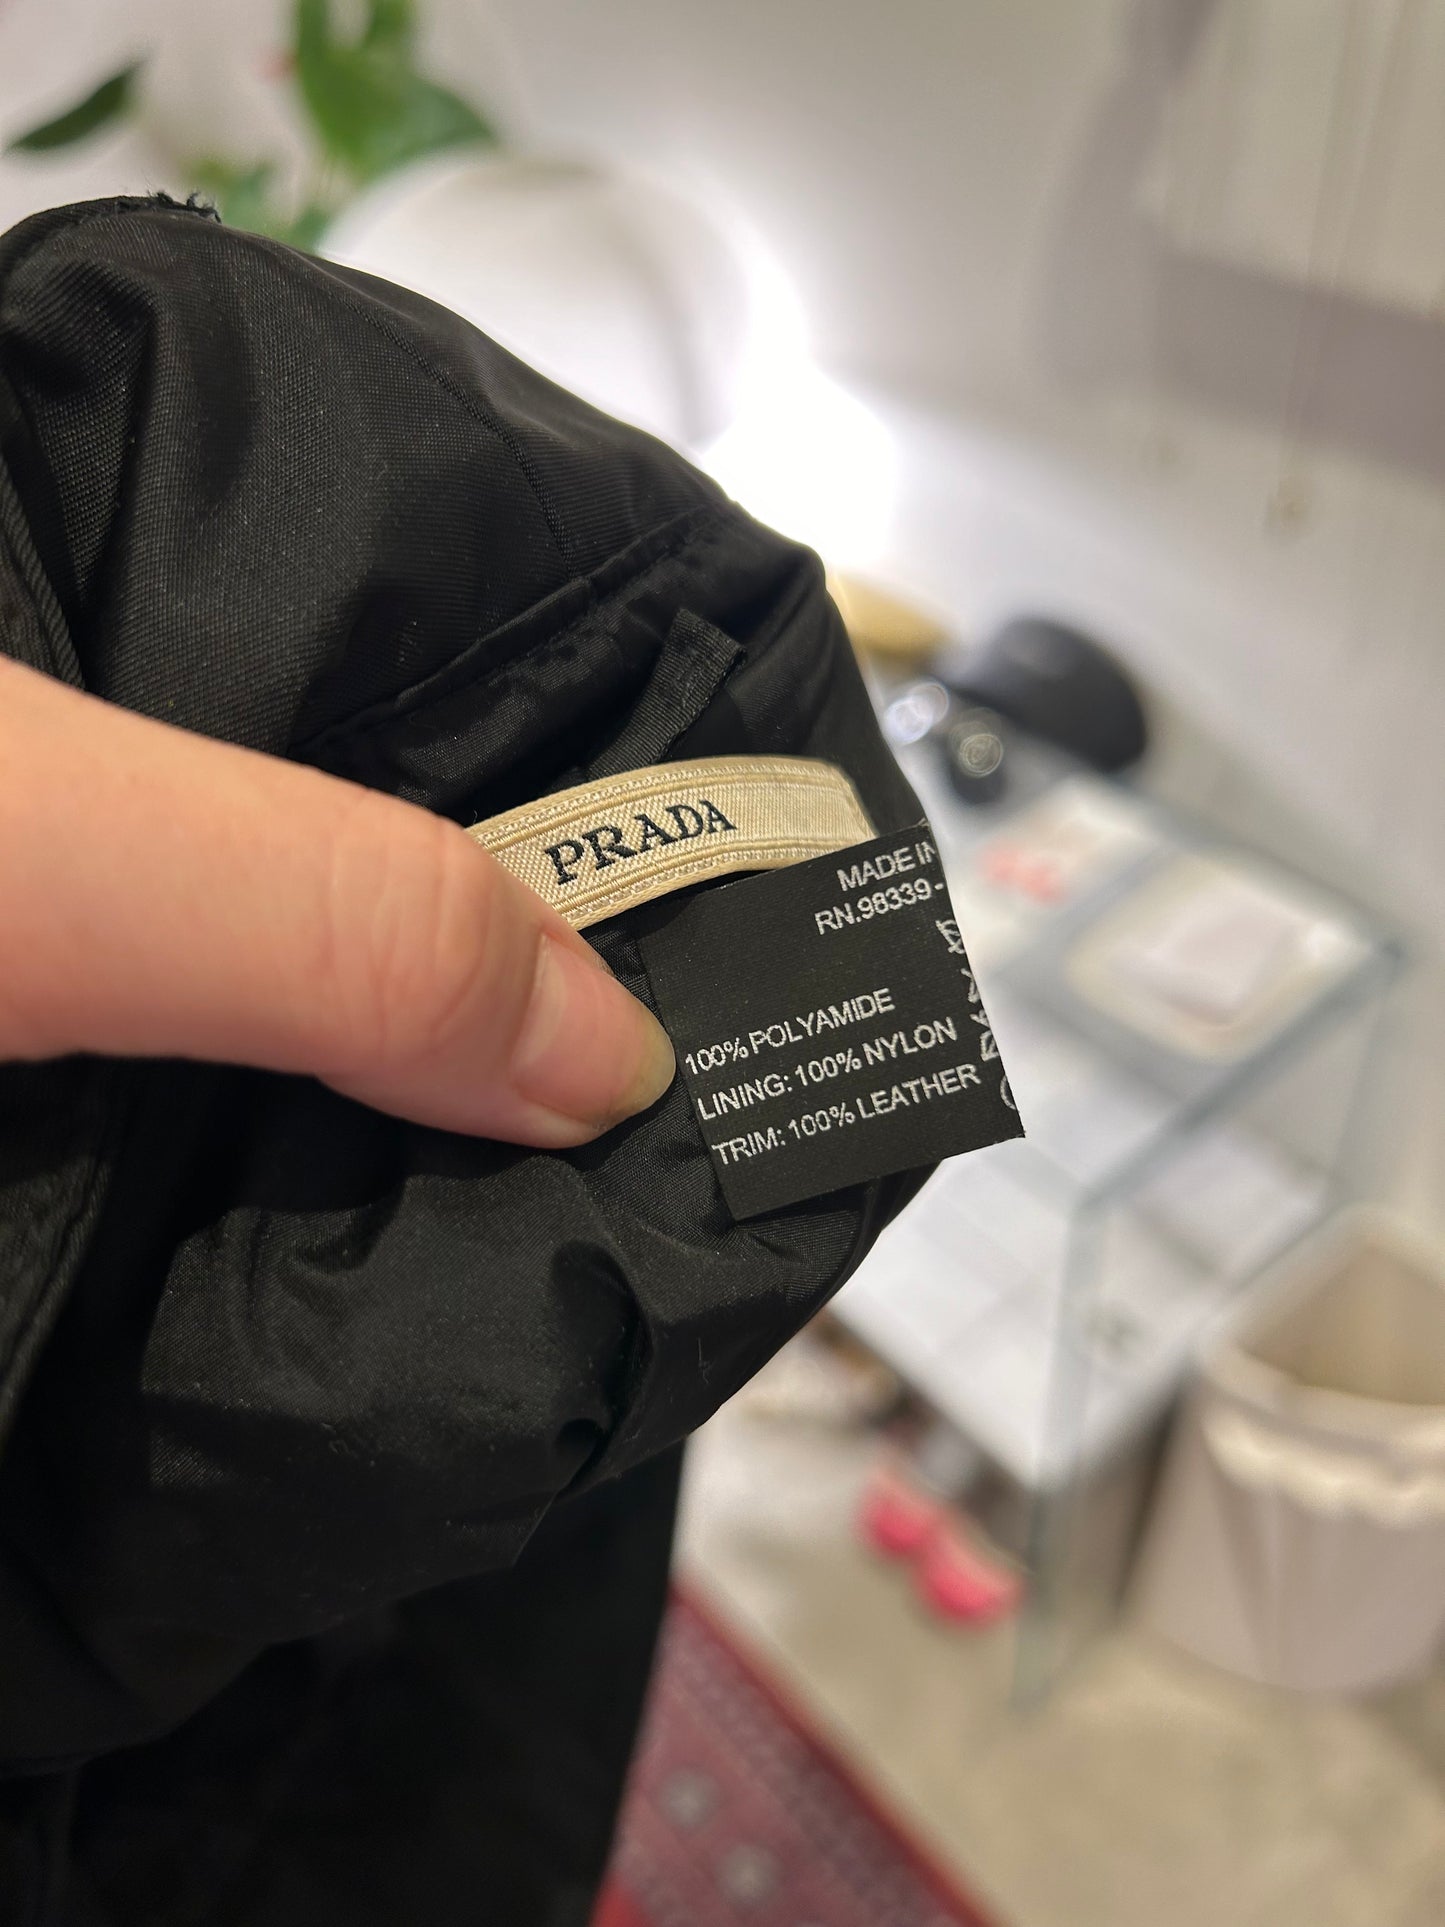 PRADA
MADE IN
RN.98339-
100% POLYAMIDE
LINING: 100% NYLON
TRIM: 100% LEATHER